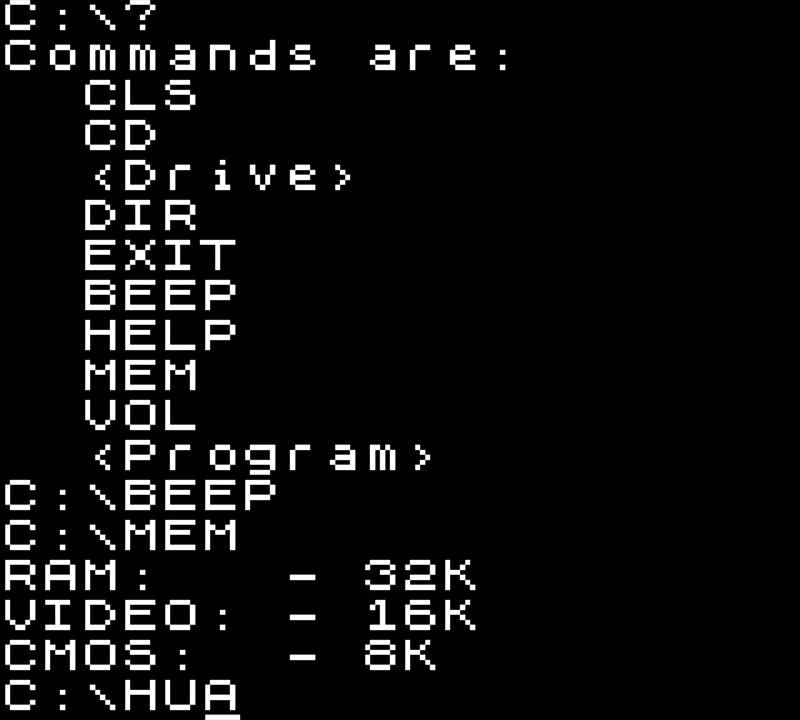 C:\?
Commands are:
CLS
CD
<Drive>
DIR
EXIT
BEEP
HELP
MEM
VOL
<Program>
C:\BEEP
C:\MEM
RAM: - 32K
VIDEO: - 16K
CMOS: - 8K
C:\HUA